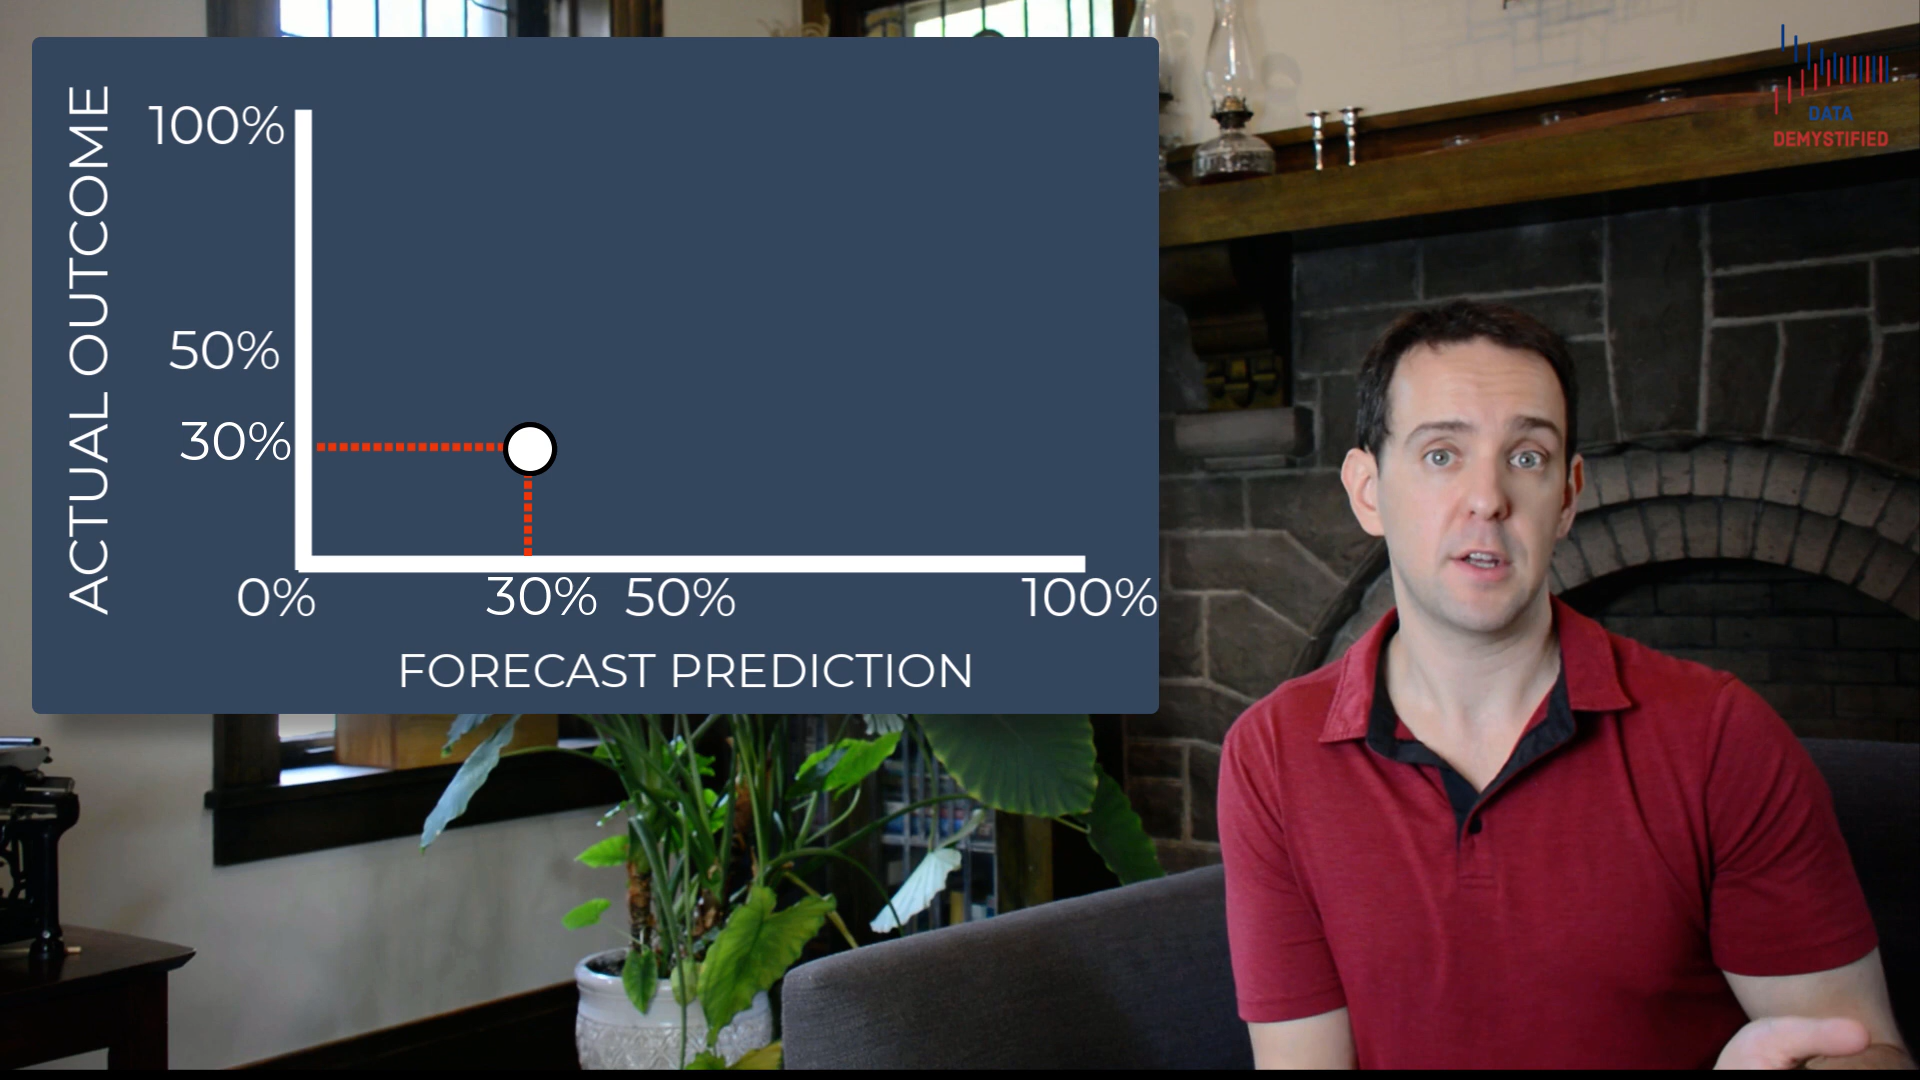 ACTUAL OUTCOME
100%
50%
30%
0%
30%
50%
100%
FORECAST PREDICTION
DATA
DEMYSTIFIED